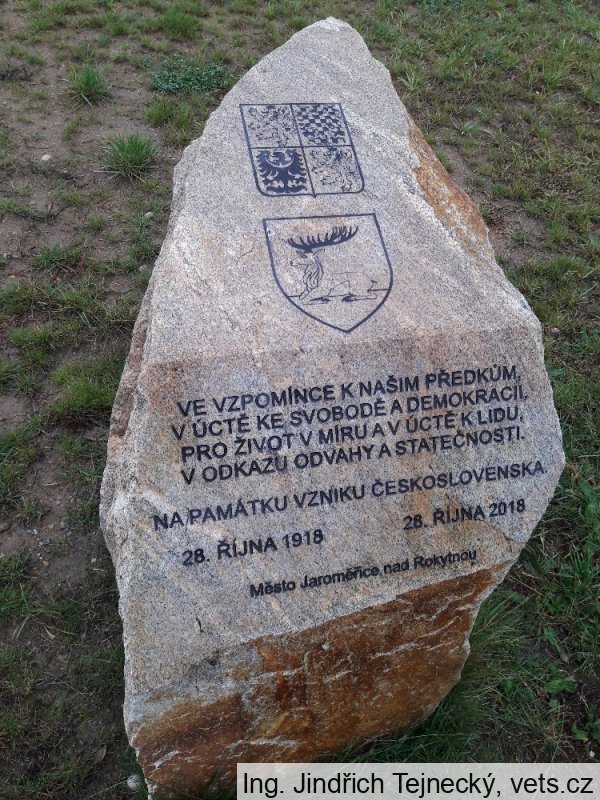 VE VZPOMÍNCE K NAŠIM PŘEDKŮM,
V ÚCTĚ KE SVOBODĚ A DEMOKRACII,
PRO ŽIVOT V MÍRU A V ÚCTĚ K LIDU,
V ODKAZU ODVAHY A STATEČNOSTI.
NA PAMÁTKU VZNIKU ČESKOSLOVENSKA.
28. ŘÍJNA 1918 28. ŘÍJNA 2018
Město Jaroměřice nad Rokytnou
Ing. Jindřich Tejnecký, vets.cz